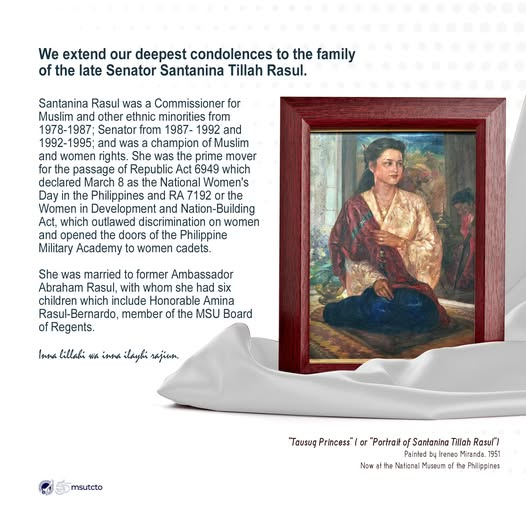 We extend our deepest condolences to the family
of the late Senator Santanina Tillah Rasul.
Santanina Rasul was a Commissioner for
Muslim and other ethnic minorities from
1978-1987; Senator from 1987- 1992 and
1992-1995; and was a champion of Muslim
and women rights. She was the prime mover
for the passage of Republic Act 6949 which
declared March 8 as the National Women's
Day in the Philippines and RA 7192 or the
Women in Development and Nation-Building
Act, which outlawed discrimination on women
and opened the doors of the Philippine
Military Academy to women cadets.
She was married to former Ambassador
Abraham Rasul, with whom she had six
children which include Honorable Amina
Rasul-Bernardo, member of the MSU Board
of Regents.
Inna lillahi wa inna ilayhi rajiun.
"Tausug Princess" ( or "Portrait of Santanina Tillah Rasul")
Painted by Ireneo Miranda, 1951
Now at the National Museum of the Philippines
msutcto